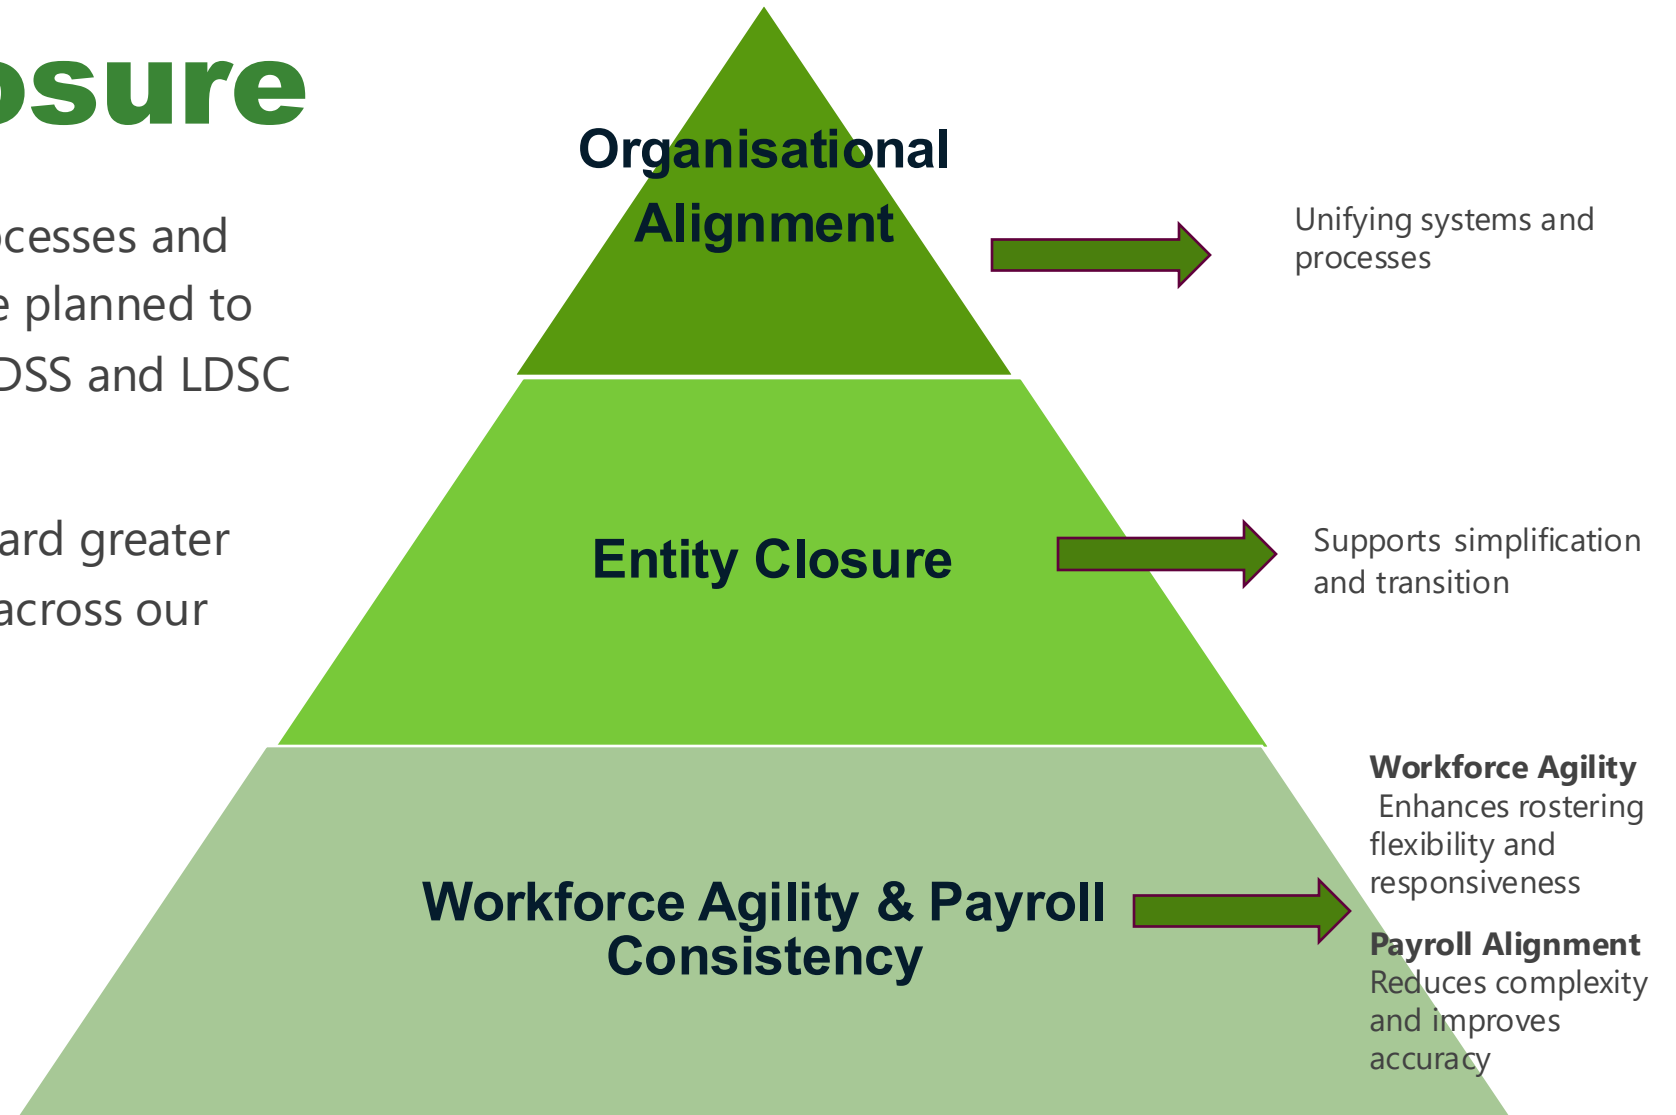 osure
ocesses and
e planned to
DSS and LDSC
ard greater
across our
Organisational
Alignment
Unifying systems and
processes
Entity Closure
Supports simplification
and transition
Workforce Agility & Payroll
Consistency
Workforce Agility
Enhances rostering
flexibility and
responsiveness
Payroll Alignment
Reduces complexity
and improves
accuracy